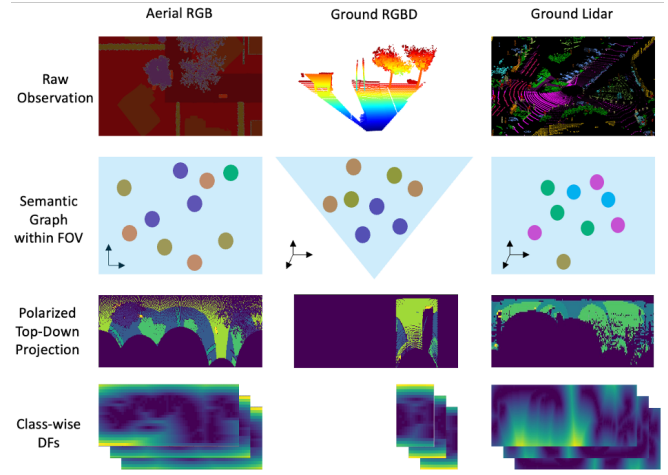 Aerial RGB Ground RGBD Ground Lidar
Raw
Observation
Semantic
Graph
within FOV
Polarized
Top-Down
Projection
Class-wise
DFs